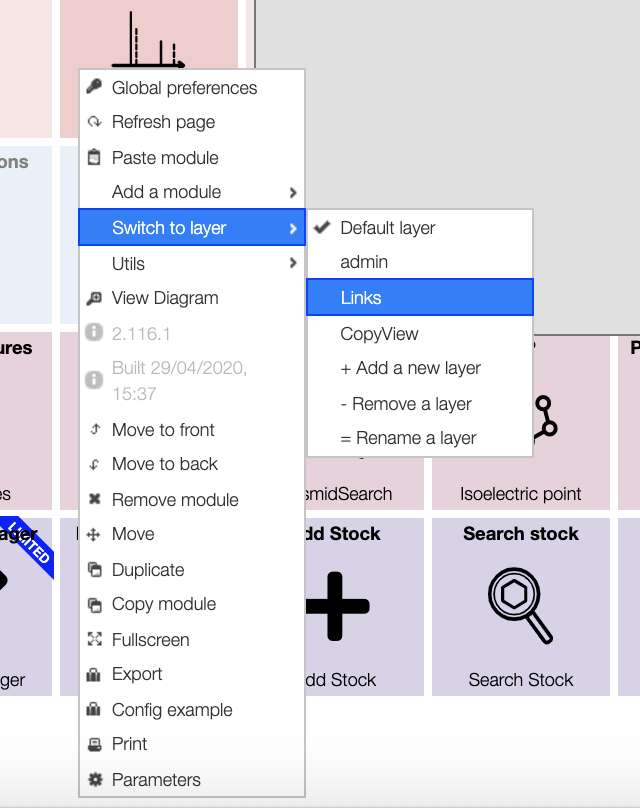 ons
Global preferences
Refresh page
Paste module
Add a module
Switch to layer
Utils
View Diagram
2.116.1
Built 29/04/2020,
15:37
Move to front
Move to back
Remove module
Move
Duplicate
Copy module
Fullscreen
Export
Config example
Print
Parameters
Default layer
admin
Links
CopyView
+ Add a new layer
- Remove a layer
= Rename a layer
ures
P
es
smidSearch
Isoelectric point
ager
LIMITED
dd Stock
Search stock
ger
dd Stock
Search Stock